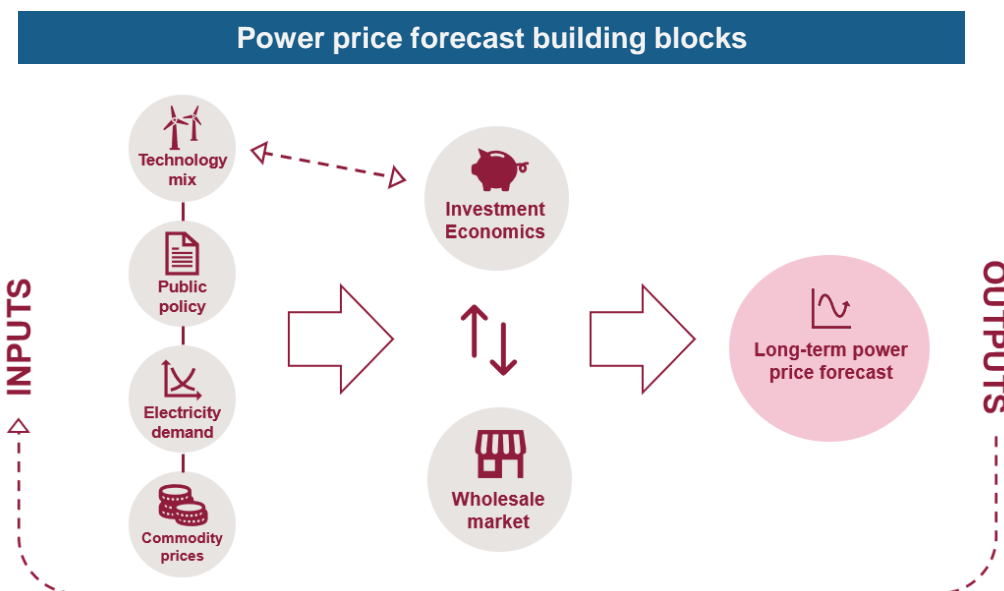 Power price forecast building blocks
INPUTS
Technology
mix
Public
policy
Electricity
demand
Commodity
prices
Investment
Economics
Wholesale
market
Long-term power
price forecast
OUTPUTS